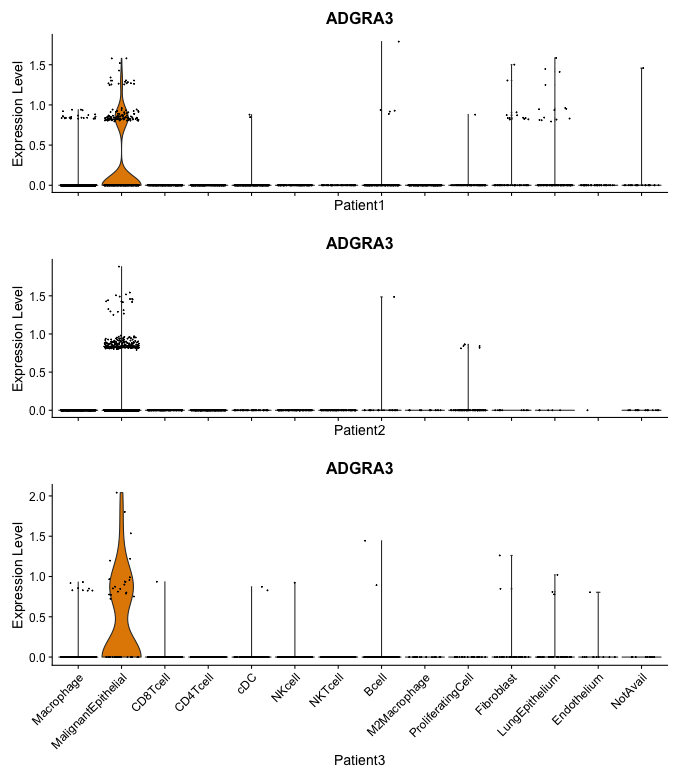 ADGRA3
Expression Level
1.5
1.0
0.5
0.0
Patient1
ADGRA3
Expression Level
1.5
1.0
0.5
0.0
Patient2
ADGRA3
Expression Level
2.0
1.5
1.0
0.5
0.0
Macrophage
MalignantEpithelial
CD8Tcell
CD4Tcell
cDC
NKcell
NKTcell
Bcell
M2Macrophage
ProliferatingCell
Fibroblast
LungEpithelium
Endothelium
NotAvail
Patient3